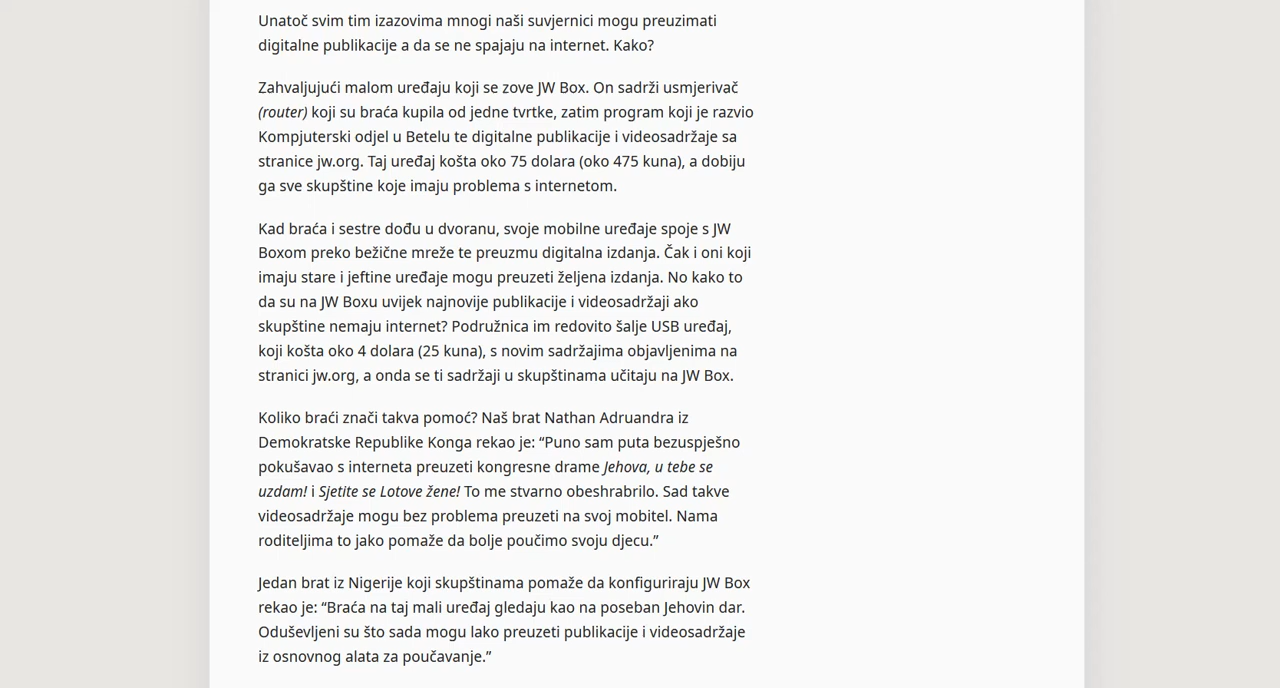 Unatoč svim tim izazovima mnogi naši suvjernici mogu preuzimati
digitalne publikacije a da se ne spajaju na internet. Kako?
Zahvaljujući malom uređaju koji se zove JW Box. On sadrži usmjerivač
(router) koji su braća kupila od jedne tvrtke, zatim program koji je razvio
Kompjuterski odjel u Betelu te digitalne publikacije i videosadržaje sa
stranice jw.org. Taj uređaj košta oko 75 dolara (oko 475 kuna), a dobiju
ga sve skupštine koje imaju problema s internetom.
Kad braća i sestre dođu u dvoranu, svoje mobilne uređaje spoje s JW
Boxom preko bežične mreže te preuzmu digitalna izdanja. Čak i oni koji
imaju stare i jeftine uređaje mogu preuzeti željena izdanja. No kako to
da su na JW Boxu uvijek najnovije publikacije i videosadržaji ako
skupštine nemaju internet? Podružnica im redovito šalje USB uređaj,
koji košta oko 4 dolara (25 kuna), s novim sadržajima objavljenima na
stranici jw.org, a onda se ti sadržaji u skupštinama učitaju na JW Box.
Koliko braći znači takva pomoć? Naš brat Nathan Adruandra iz
Demokratske Republike Konga rekao je: “Puno sam puta bezuspješno
pokušavao s interneta preuzeti kongresne drame Jehova, u tebe se
uzdam! i Sjetite se Lotove žene! To me stvarno obeshrabrilo. Sad takve
videosadržaje mogu bez problema preuzeti na svoj mobitel. Nama
roditeljima to jako pomaže da bolje poučimo svoju djecu.”
Jedan brat iz Nigerije koji skupštinama pomaže da konfiguriraju JW Box
rekao je: “Braća na taj mali uređaj gledaju kao na poseban Jehovin dar.
Oduševljeni su što sada mogu lako preuzeti publikacije i videosadržaje
iz osnovnog alata za poučavanje.”